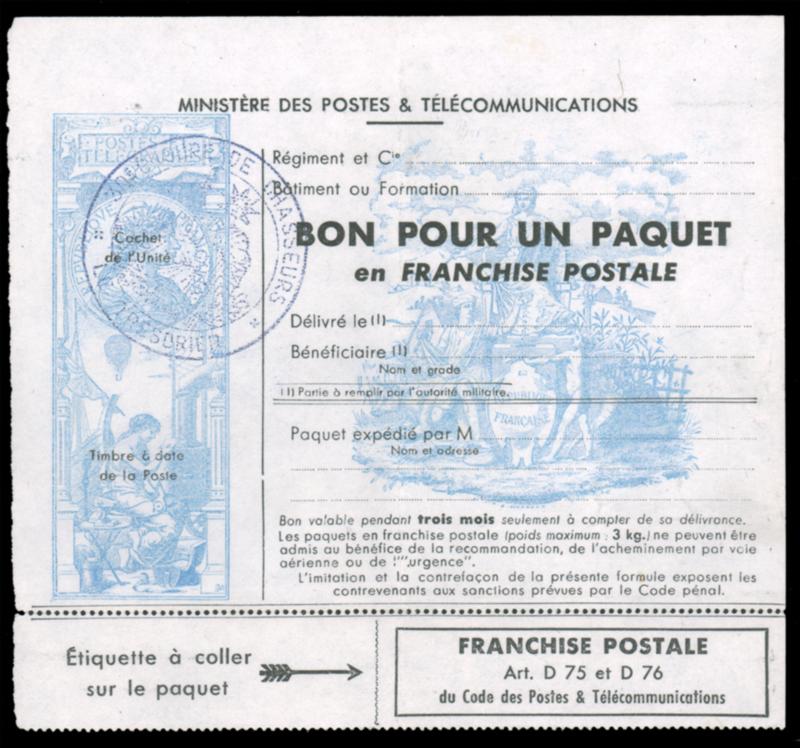 MINISTÈRE DES POSTES & TÉLÉCOMMUNICATIONS
POSTES
TÉLÉGRAPHES
DE CHASSEURS
TRÉSORIER
Cachet
de l'Unité
Timbre à date
de la Poste
Régiment et Cie
Bâtiment ou Formation
BON POUR UN PAQUET
en FRANCHISE POSTALE
Délivré le (1)
Bénéficiaire (1)
Nom et grade
(1) Partie à remplir par l'autorité militaire.
RÉPUBLIQUE
FRANÇAISE
Paquet expédié par M
Nom et adresse
Bon valable pendant trois mois seulement à compter de sa délivrance.
Les paquets en franchise postale (poids maximum : 3 kg.) ne peuvent être
admis au bénéfice de la recommandation, de l'acheminement par voie
aérienne ou de l'"urgence".
L'imitation et la contrefaçon de la présente formule exposent les
contrevenants aux sanctions prévues par le Code pénal.
Étiquette à coller
sur le paquet
FRANCHISE POSTALE
Art. D 75 et D 76
du Code des Postes & Télécommunications